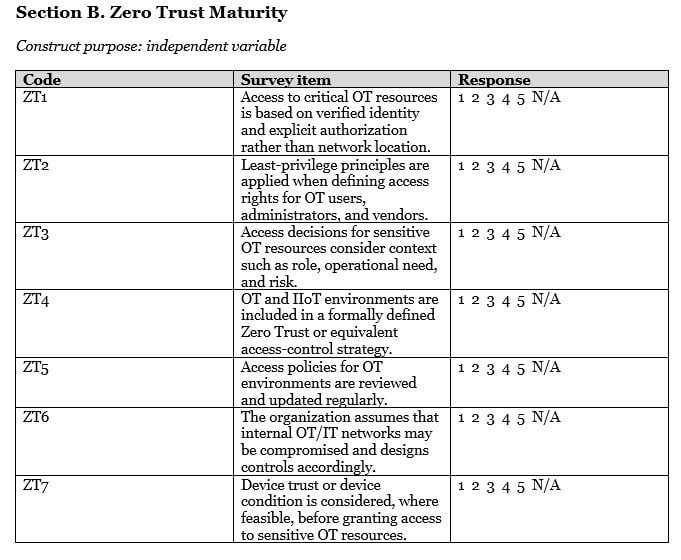 Section B. Zero Trust Maturity
Construct purpose: independent variable
Code Survey item Response
ZT1 Access to critical OT resources 1 2 3 4 5 N/A
is based on verified identity
and explicit authorization
rather than network location.
ZT2 Least-privilege principles are 1 2 3 4 5 N/A
applied when defining access
rights for OT users,
administrators, and vendors.
ZT3 Access decisions for sensitive 1 2 3 4 5 N/A
OT resources consider context
such as role, operational need,
and risk.
ZT4 OT and IIoT environments are 1 2 3 4 5 N/A
included in a formally defined
Zero Trust or equivalent
access-control strategy.
ZT5 Access policies for OT 1 2 3 4 5 N/A
environments are reviewed
and updated regularly.
ZT6 The organization assumes that 1 2 3 4 5 N/A
internal OT/IT networks may
be compromised and designs
controls accordingly.
ZT7 Device trust or device 1 2 3 4 5 N/A
condition is considered, where
feasible, before granting access
to sensitive OT resources.